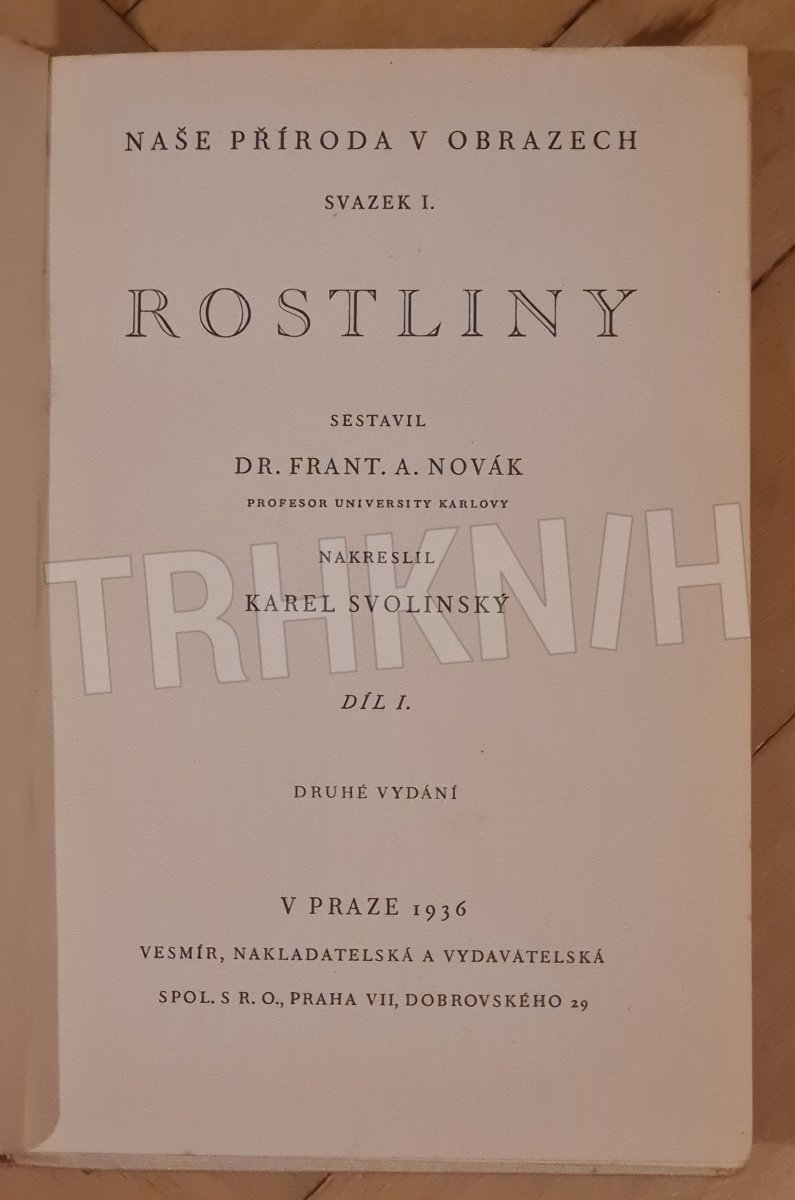 NAŠE PŘÍRODA V OBRAZECH
SVAZEK I.
ROSTLINY
SESTAVIL
DR. FRANT. A. NOVÁK
PROFESOR UNIVERSITY KARLOVY
NAKRESLIL
KAREL SVOLINSKÝ
TRHKNIH
DÍL I.
DRUHÉ VYDÁNÍ
V PRAZE 1936
VESMÍR, NAKLADATELSKÁ A VYDAVATELSKÁ
SPOL. S R. O., PRAHA VII, DOBROVSKÉHO 29